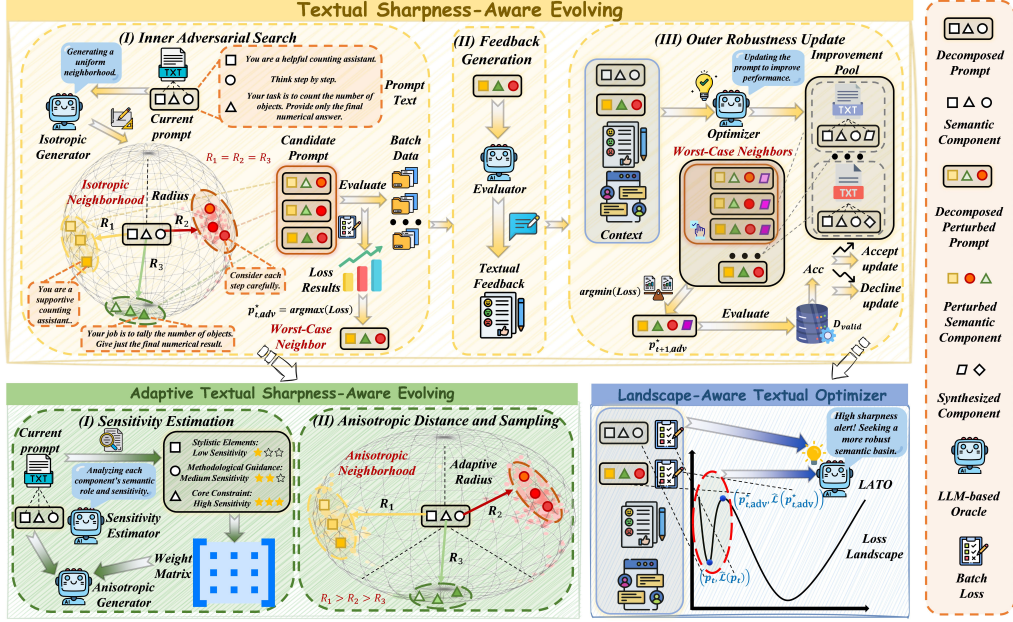 Textual Sharpness-Aware Evolving
(I) Inner Adversarial Search
Generating a
uniform
neighborhood.
TXT
Current
prompt
Isotropic
Generator
You are a helpful counting assistant.
Think step by step.
Your task is to count the number of
objects. Provide only the final
numerical answer.
Prompt
Text
R1 = R2 = R3
Isotropic
Neighborhood
Radius
R1
R2
R3
Candidate
Prompt
Evaluate
Batch
Data
Loss
Results
You are a
supportive
counting
assistant..
Consider each
step carefully.
Your job is to tally the number of objects.
Give just the final numerical result.
p*t,adv = argmax(Loss)
Worst-Case
Neighbor
(II) Feedback
Generation
Evaluator
Textual
Feedback
(III) Outer Robustness Update
Context
Updating the
prompt to improve
performance.
Optimizer
Improvement
Pool
TXT
TXT
Worst-Case Neighbors
argmin(Loss)
p*t+1,adv
Evaluate
Acc
Dvalid
Accept
update
Decline
update
Adaptive Textual Sharpness-Aware Evolving
(I) Sensitivity Estimation
Current
prompt
TXT
Analyzing each
component's semantic
role and sensitivity.
Stylistic Elements:
Low Sensitivity
Methodological Guidance:
Medium Sensitivity
Core Constraint:
High Sensitivity
Sensitivity
Estimator
Weight
Matrix
Anisotropic
Generator
(II) Anisotropic Distance and Sampling
Anisotropic
Neighborhood
Adaptive
Radius
R1
R2
R3
R1 > R2 > R3
Landscape-Aware Textual Optimizer
High sharpness
alert! Seeking a
more robust
semantic basin.
LATO
(p*t,adv, L̂(p*t,adv))
(pt, L̂(pt))
Loss
Landscape
Decomposed
Prompt
Semantic
Component
Decomposed
Perturbed
Prompt
Perturbed
Semantic
Component
Synthesized
Component
LLM-based
Oracle
Batch
Loss